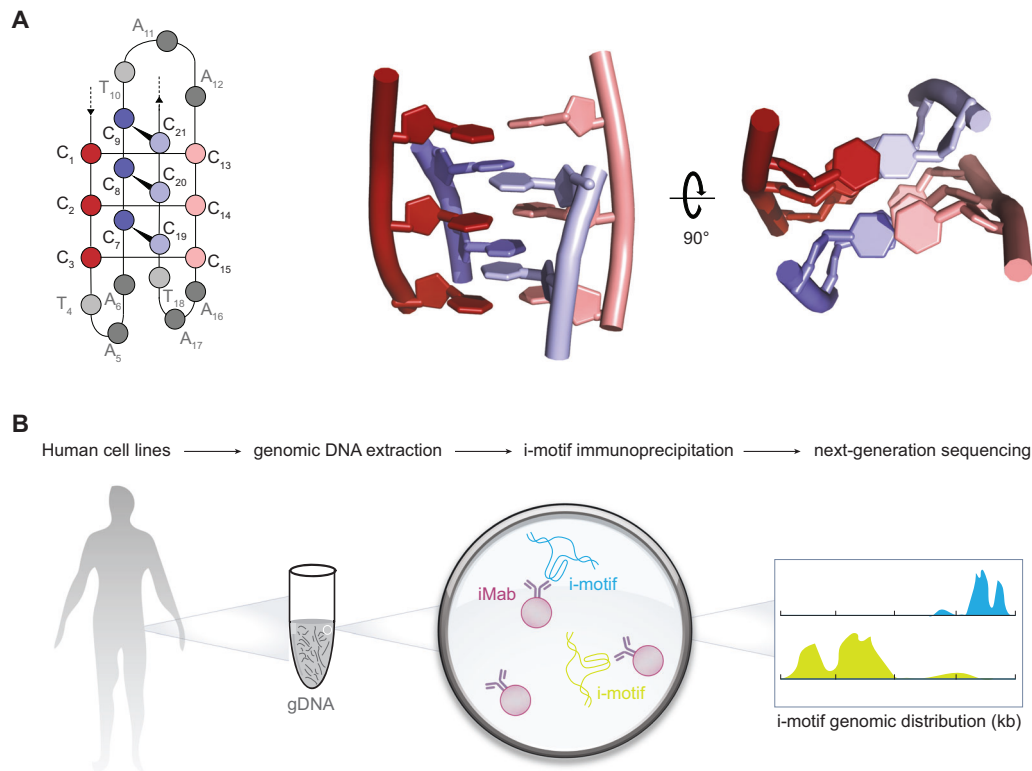 A
A₁₁
T₁₀
A₁₂
C₉
C₂₁
C₁
C₁₃
C₈
C₂₀
C₂
C₁₄
C₇
C₁₉
C₃
C₁₅
T₄
A₆
T₁₈
A₁₆
A₅
A₁₇
90°
B
Human cell lines
genomic DNA extraction
i-motif immunoprecipitation
next-generation sequencing
iMab
i-motif
i-motif
gDNA
i-motif genomic distribution (kb)